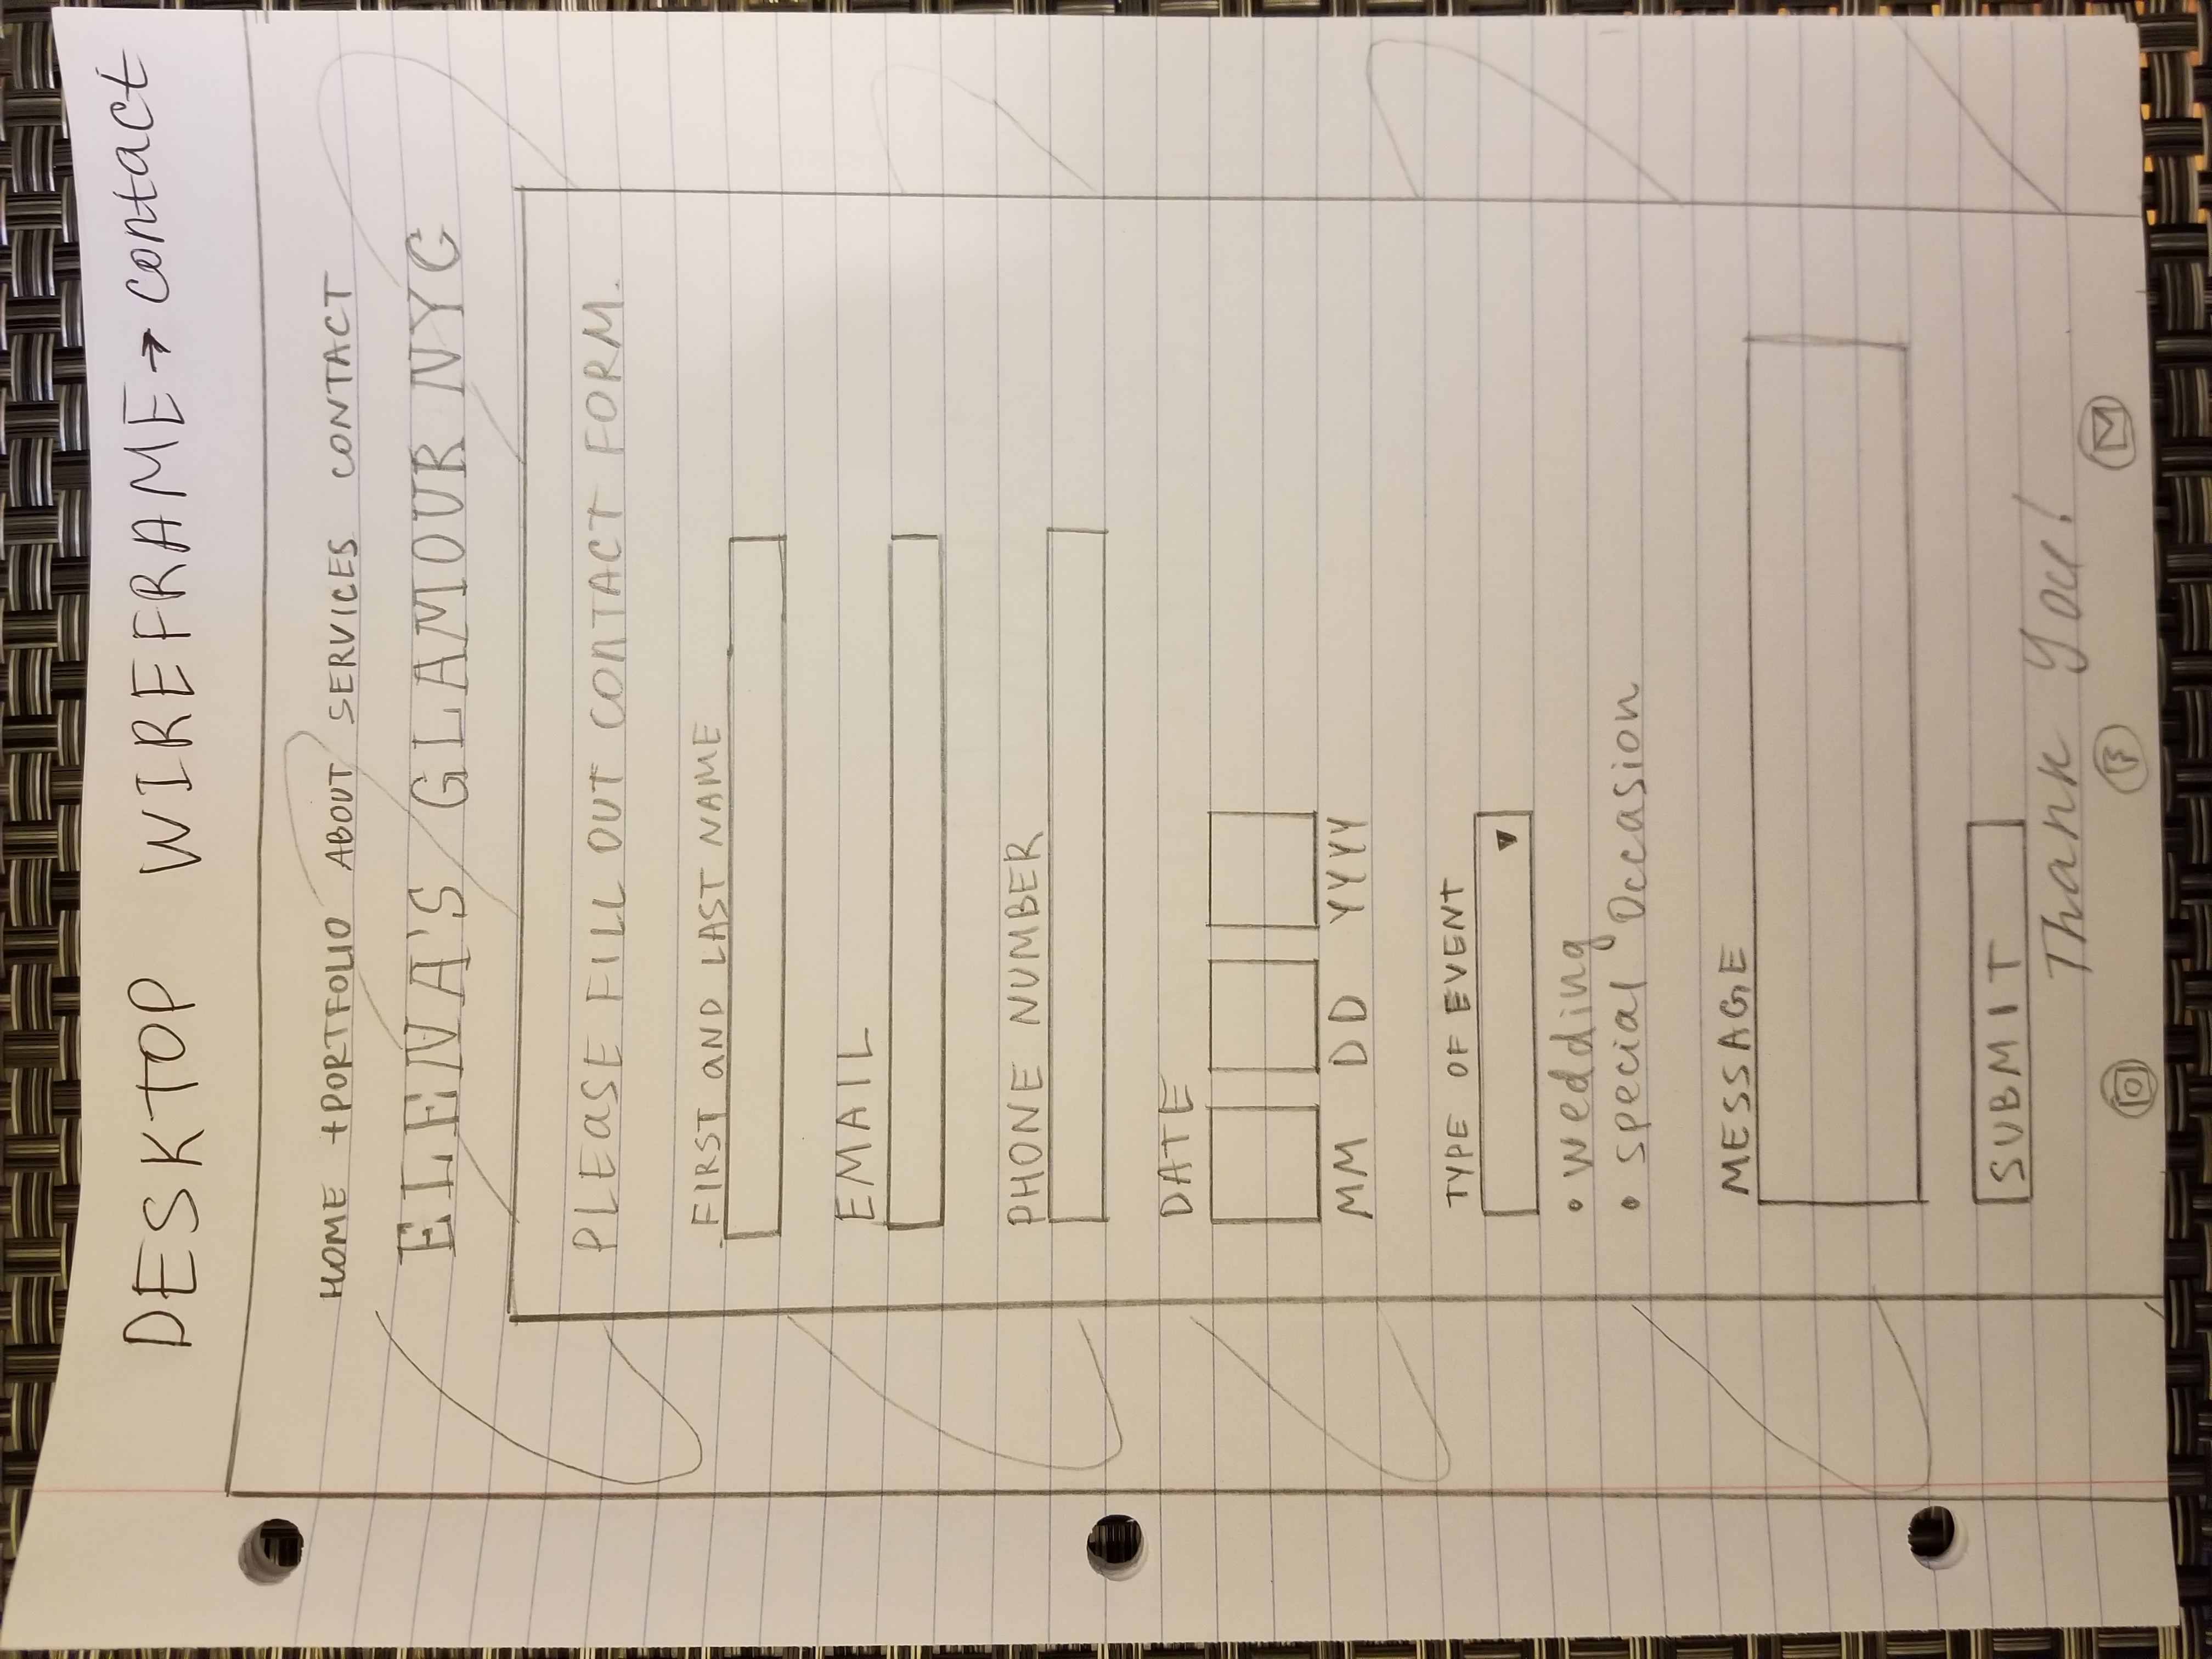 DESKTOP WIREFRAME → contact
HOME +PORTFOLIO ABOUT SERVICES CONTACT
ELENA'S GLAMOUR NYC
PLEaSE FILL OUT CONTACT FORM.
FIRST aND LAST NAME
EMAIL
PHONE NUMBER
DATE
MM DD YYYY
TYPE OF EVENT
• wedding
• special Occasion
MESSAGE
SUBMIT
Thank You!